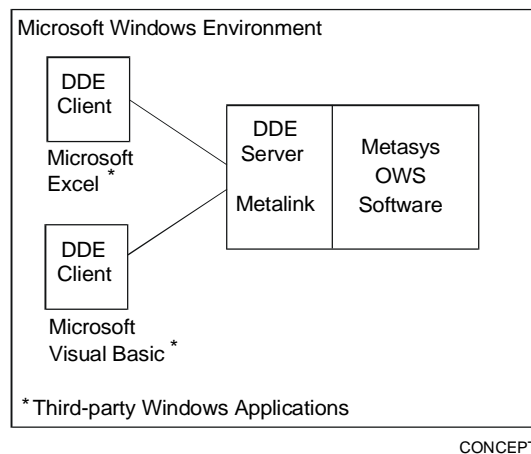 Microsoft Windows Environment
DDE
Client
Microsoft
Excel *
DDE
Server
Metalink
Metasys
OWS
Software
DDE
Client
Microsoft
Visual Basic *
* Third-party Windows Applications
CONCEPT